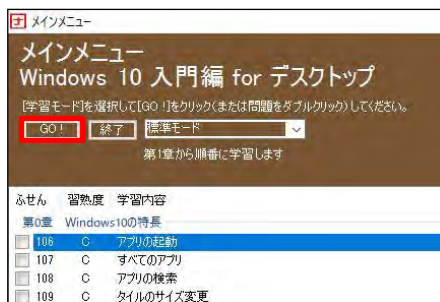 メインメニュー
メインメニュー
Windows 10 入門編 for デスクトップ
[学習モード]を選択して[GO !]をクリック(または問題をダブルクリック)してください。
GO ! 終了 標準モード
第1章から順番に学習します
ふせん 習熟度 学習内容
第0章 Windows10の特長
106 C アプリの起動
107 C すべてのアプリ
108 C アプリの検索
109 C タイルのサイズ変更